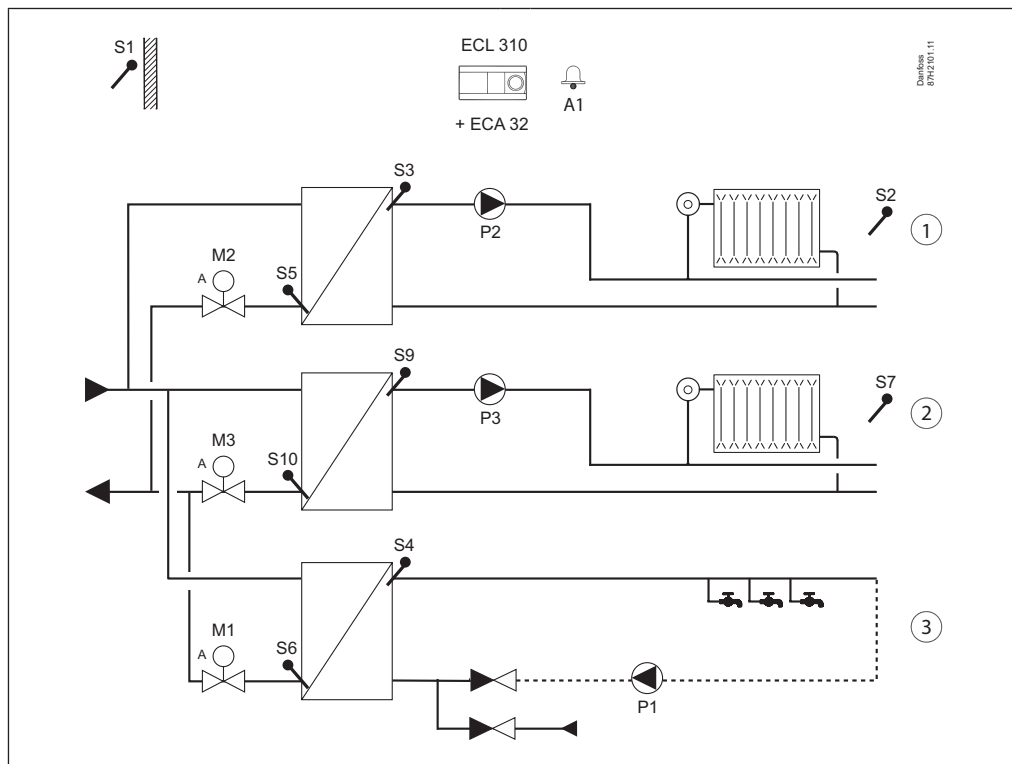 S1
ECL 310
A1
+ ECA 32
Danfoss
87H2101.11
S3
P2
S2
1
M2
A
S5
S9
P3
S7
2
M3
A
S10
S4
3
M1
A
S6
P1